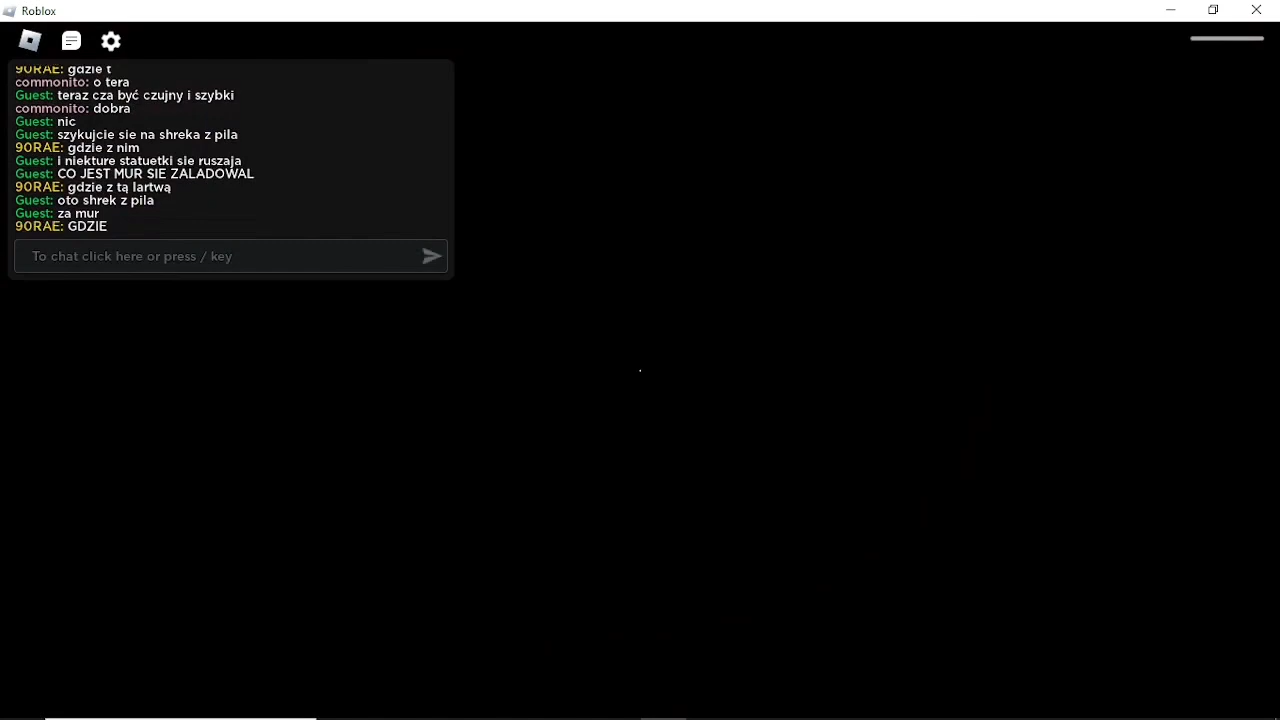 Roblox
90RAE: gdzie t
commonito: o tera
Guest: teraz cza być czujny i szybki
commonito: dobra
Guest: nic
Guest: szykujcie sie na shreka z pila
90RAE: gdzie z nim
Guest: i niekture statuetki sie ruszaja
Guest: CO JEST MUR SIE ZALADOWAL
90RAE: gdzie z tą lartwą
Guest: oto shrek z pila
Guest: za mur
90RAE: GDZIE
To chat click here or press / key